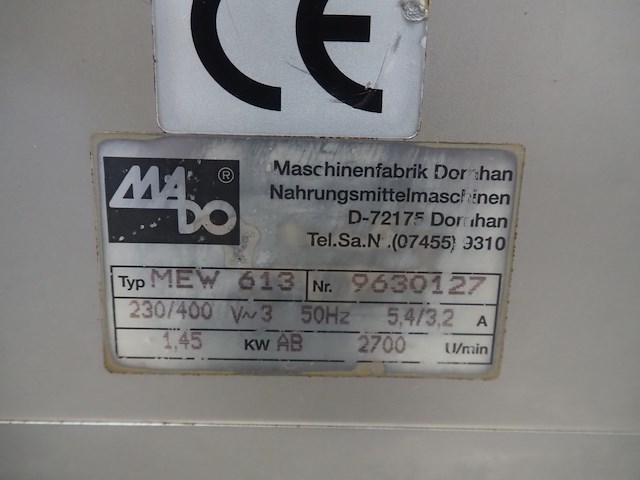 CE
MADO ®
Maschinenfabrik Dornhan
Nahrungsmittelmaschinen
D-72175 Dornhan
Tel.Sa.Nr.(07455) 9310
Typ MEW 613 Nr. 9630127
230/400 V~3 50Hz 5,4/3,2 A
1,45 KW AB 2700 U/min